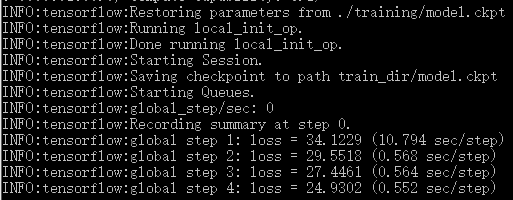 INFO:tensorflow:Restoring parameters from ./training/model.ckpt
INFO:tensorflow:Running local_init_op.
INFO:tensorflow:Done running local_init_op.
INFO:tensorflow:Starting Session.
INFO:tensorflow:Saving checkpoint to path train_dir/model.ckpt
INFO:tensorflow:Starting Queues.
INFO:tensorflow:global_step/sec: 0
INFO:tensorflow:Recording summary at step 0.
INFO:tensorflow:global step 1: loss = 34.1229 (10.794 sec/step)
INFO:tensorflow:global step 2: loss = 29.5518 (0.568 sec/step)
INFO:tensorflow:global step 3: loss = 27.4461 (0.564 sec/step)
INFO:tensorflow:global step 4: loss = 24.9302 (0.552 sec/step)